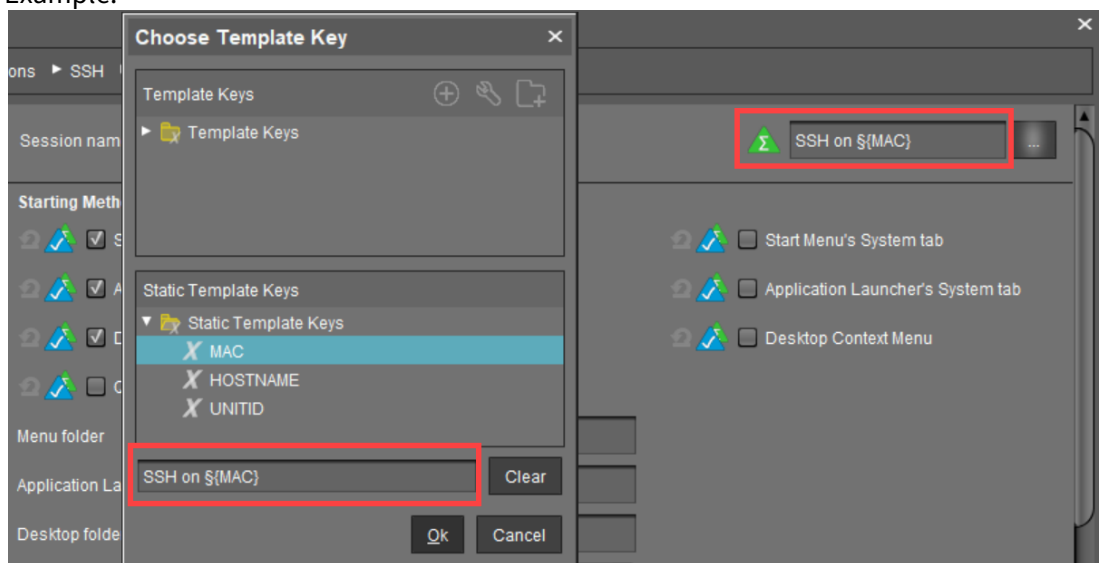 Example:
Choose Template Key
ons SSH
Template Keys
Template Keys
Session nam
SSH on §{MAC}
...
Starting Meth
S
Start Menu's System tab
A
Application Launcher's System tab
D
Desktop Context Menu
C
Static Template Keys
Static Template Keys
MAC
HOSTNAME
UNITID
Menu folder
SSH on §{MAC}
Clear
Application La
Desktop folde
Ok
Cancel